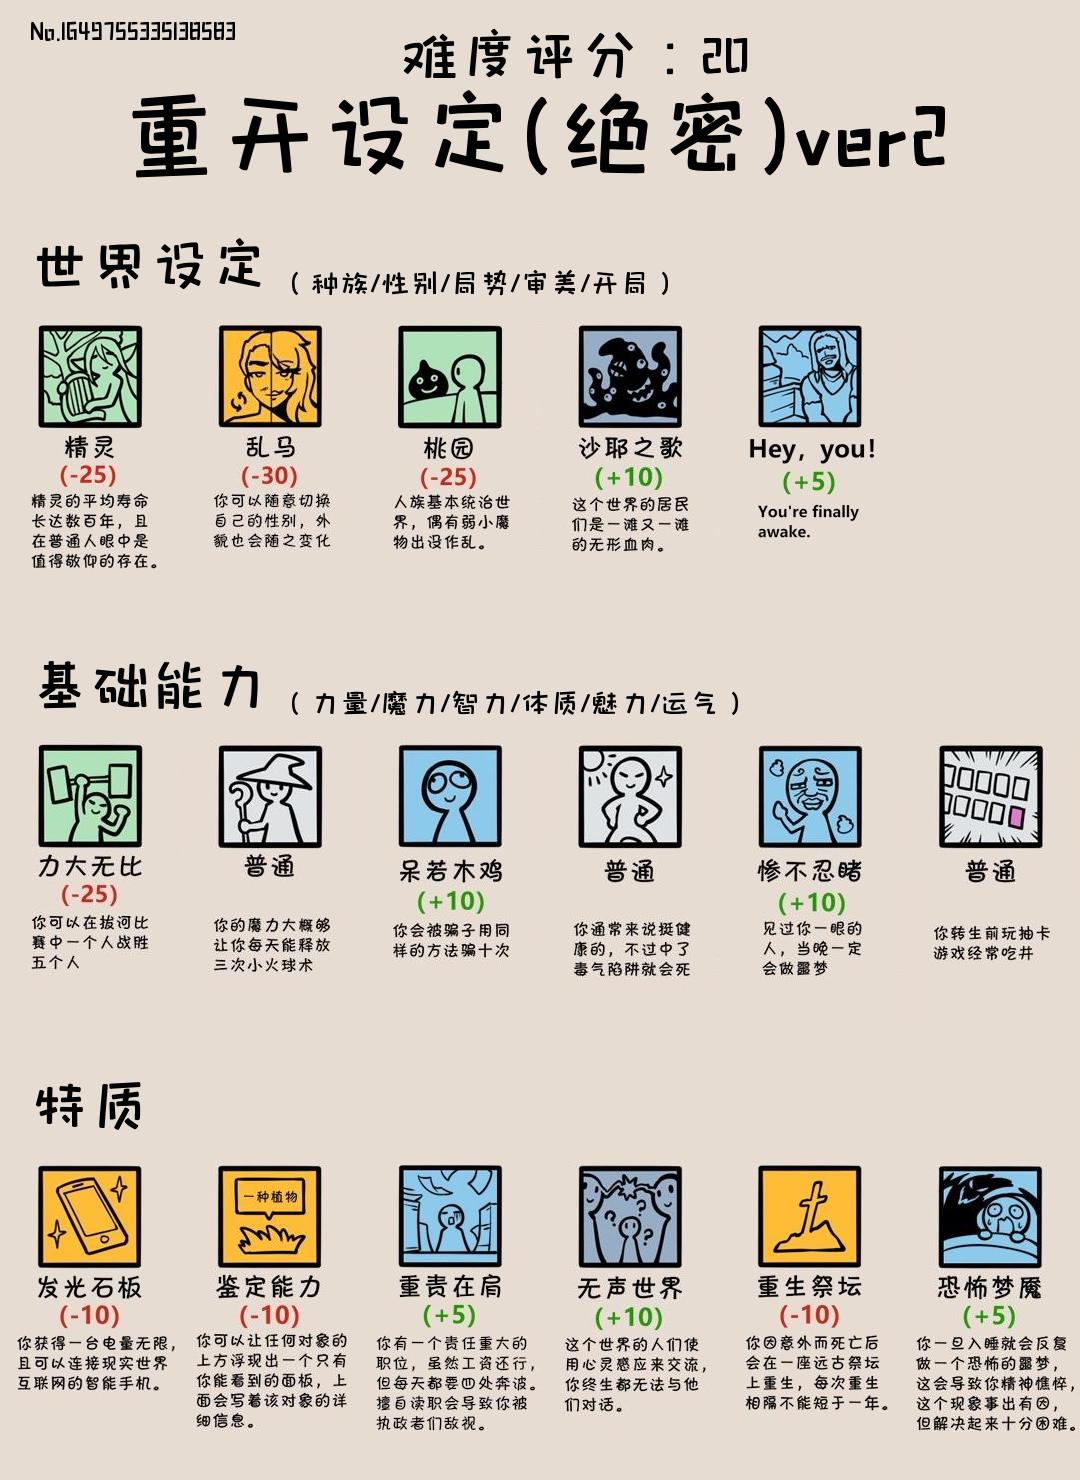 No.1649755335138583
难度评分：20
重开设定(绝密)ver2
世界设定（种族/性别/局势/审美/开局）
精灵
(-25)
精灵的平均寿命
长达数百年，且
在普通人眼中是
值得敬仰的存在。
乱马
(-30)
你可以随意切换
自己的性别，外
貌也会随之变化
桃园
(-25)
人族基本统治世
界，偶有弱小魔
物出没作乱。
沙耶之歌
(+10)
这个世界的居民
们是一滩又一滩
的无形血肉。
Hey, you!
(+5)
You're finally
awake.
基础能力（力量/魔力/智力/体质/魅力/运气）
力大无比
(-25)
你可以在拔河比
赛中一个人战胜
五个人
普通
你的魔力大概够
让你每天能释放
三次小火球术
呆若木鸡
(+10)
你会被骗子用同
样的方法骗十次
普通
你通常来说挺健
康的，不过中了
毒气陷阱就会死
惨不忍睹
(+10)
见过你一眼的
人，当晚一定
会做噩梦
普通
你转生前玩抽卡
游戏经常吃井
特质
发光石板
(-10)
你获得一台电量无限，
且可以连接现实世界
互联网的智能手机。
一种植物
鉴定能力
(-10)
你可以让任何对象的
上方浮现出一个只有
你能看到的面板，上
面会写着该对象的详
细信息。
重责在肩
(+5)
你有一个责任重大的
职位，虽然工资还行，
但每天都要四处奔波。
擅自渎职会导致你被
执政者们敌视。
无声世界
(+10)
这个世界的人们使
用心灵感应来交流，
你终生都无法与他
们对话。
重生祭坛
(-10)
你因意外而死亡后
会在一座远古祭坛
上重生，每次重生
相隔不能短于一年。
恐怖梦魇
(+5)
你一旦入睡就会反复
做一个恐怖的噩梦，
这会导致你精神憔悴，
这个现象事出有因，
但解决起来十分困难。